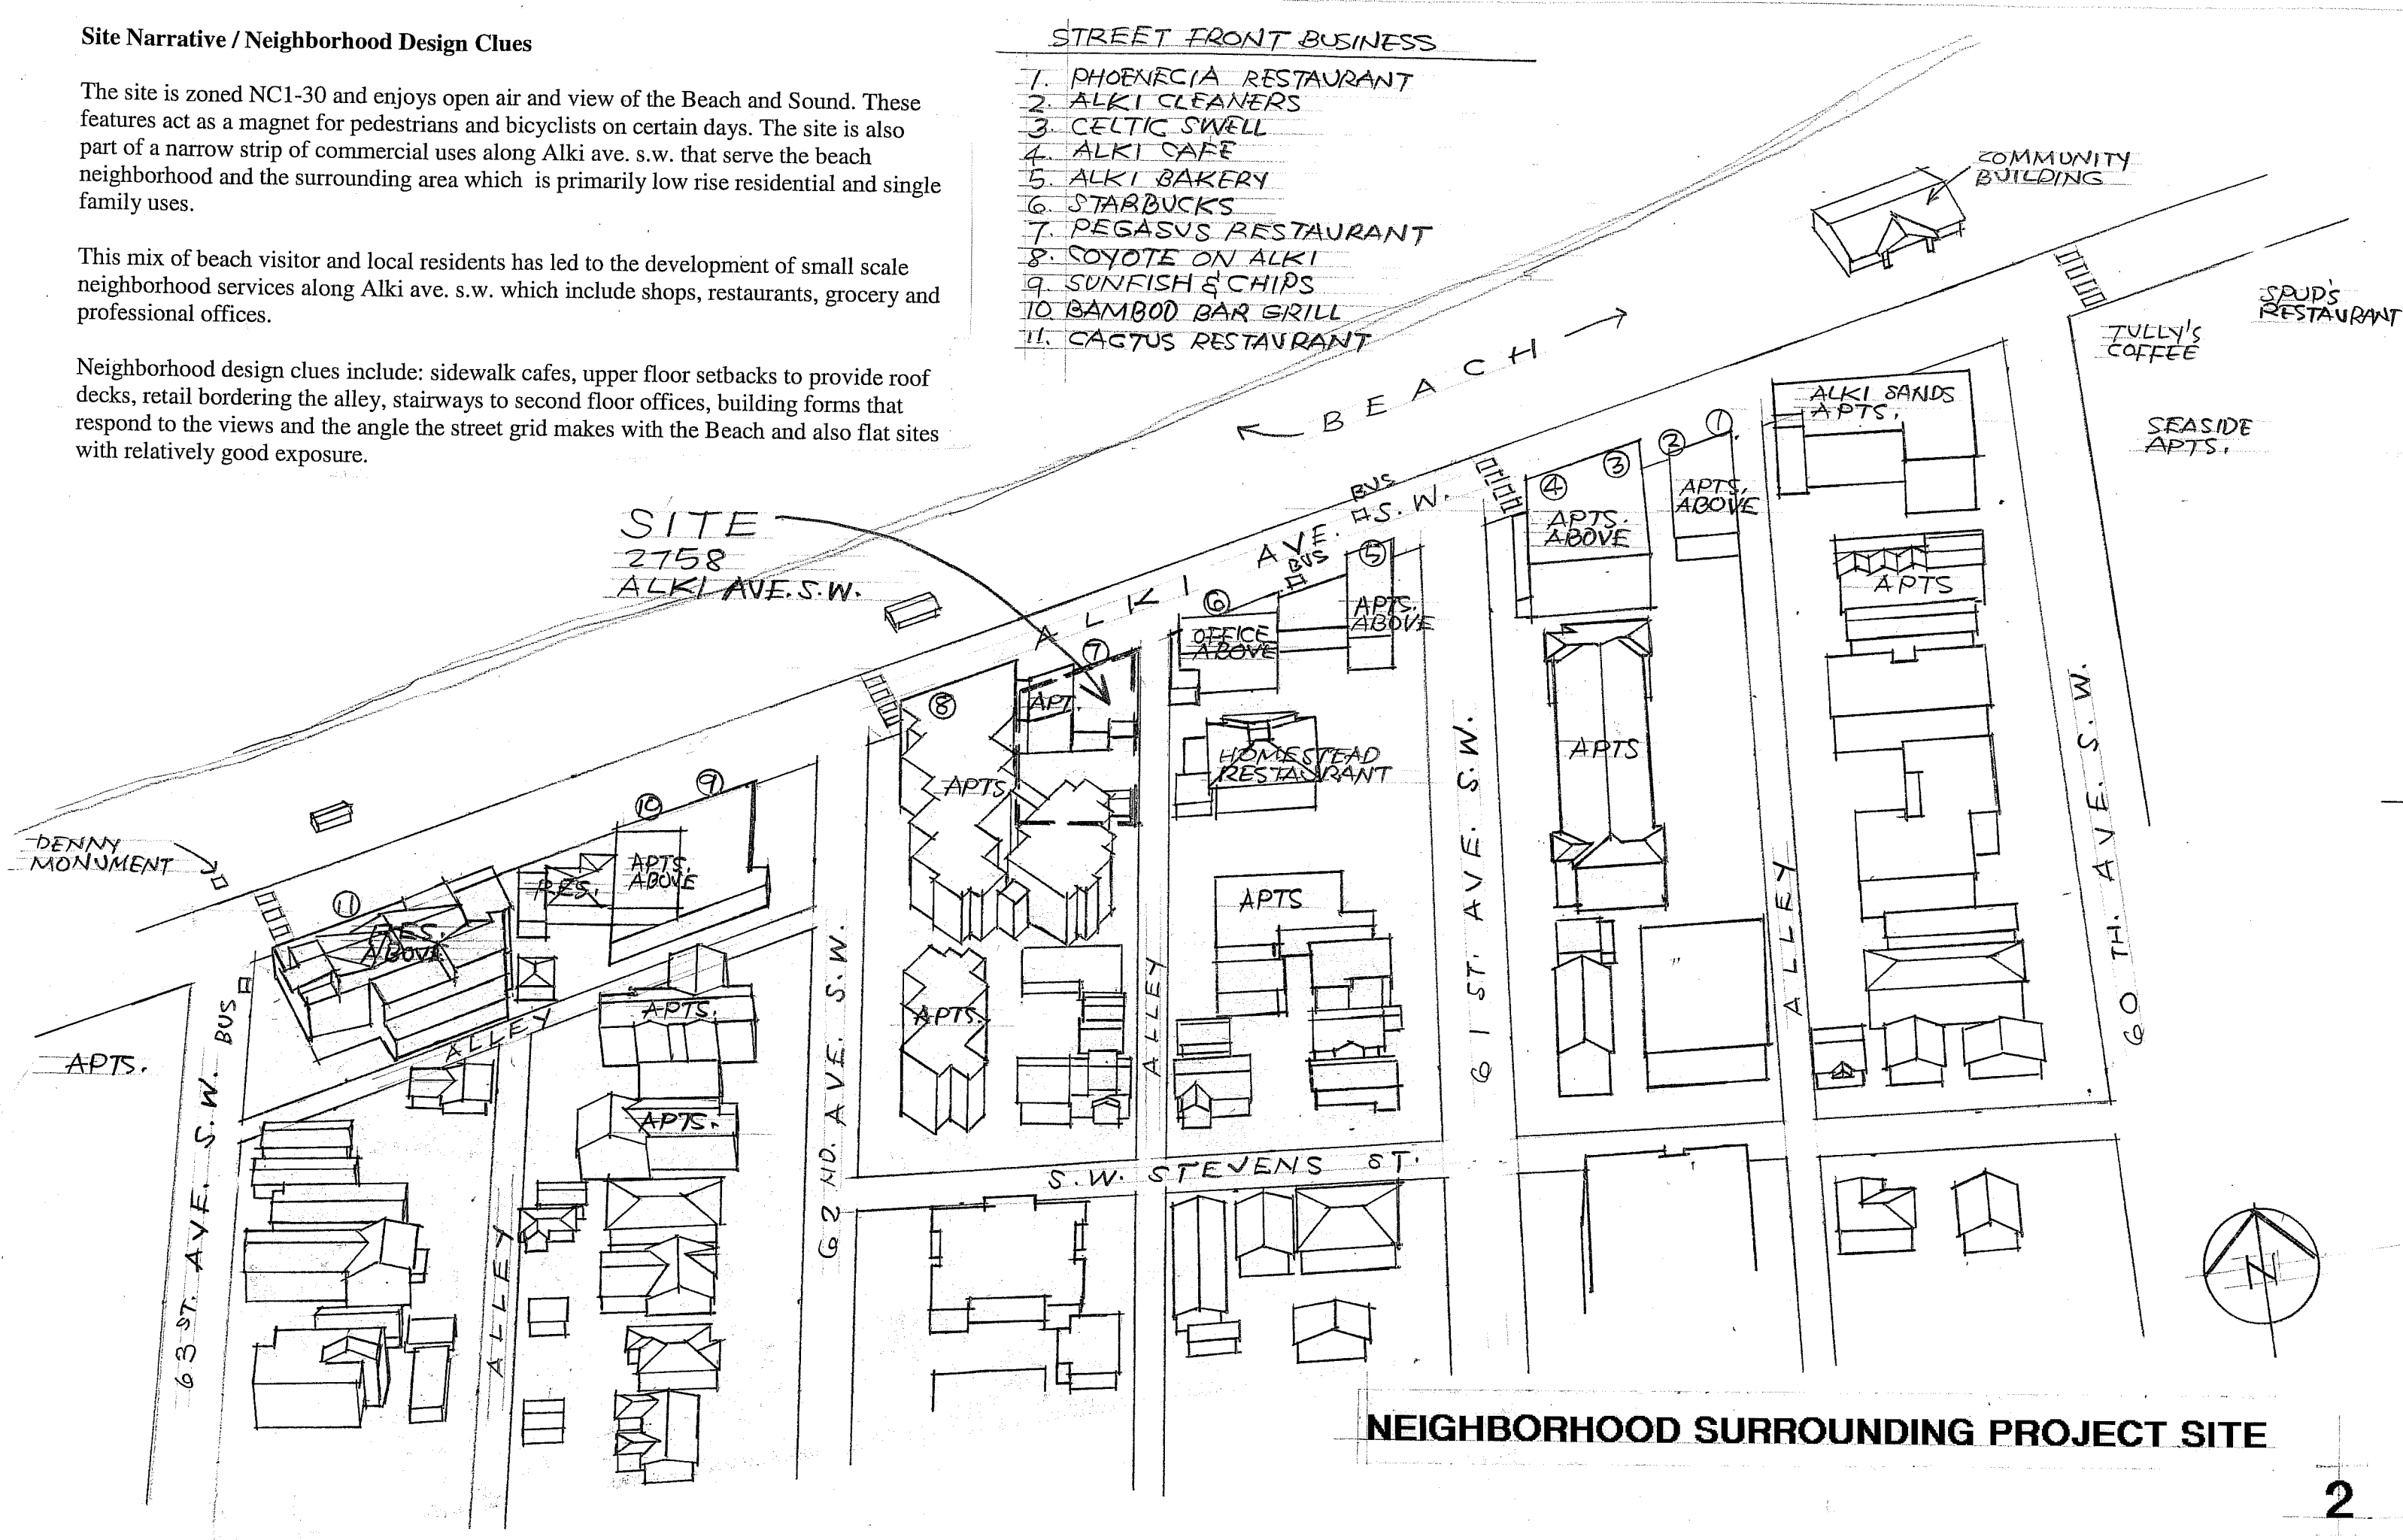 Site Narrative / Neighborhood Design Clues
The site is zoned NC1-30 and enjoys open air and view of the Beach and Sound. These
features act as a magnet for pedestrians and bicyclists on certain days. The site is also
part of a narrow strip of commercial uses along Alki ave. s.w. that serve the beach
neighborhood and the surrounding area which is primarily low rise residential and single
family uses.
This mix of beach visitor and local residents has led to the development of small scale
neighborhood services along Alki ave. s.w. which include shops, restaurants, grocery and
professional offices.
Neighborhood design clues include: sidewalk cafes, upper floor setbacks to provide roof
decks, retail bordering the alley, stairways to second floor offices, building forms that
respond to the views and the angle the street grid makes with the Beach and also flat sites
with relatively good exposure.
STREET FRONT BUSINESS
1. PHOENECIA RESTAURANT
2. ALKI CLEANERS
3. CELTIC SWELL
4. ALKI CAFE
5. ALKI BAKERY
6. STARBUCKS
7. PEGASUS RESTAURANT
8. COYOTE ON ALKI
9. SUNFISH & CHIPS
10. BAMBOO BAR GRILL
11. CACTUS RESTAURANT
COMMUNITY
BUILDING
SPUD'S
RESTAURANT
TULLY'S
COFFEE
SEASIDE
APTS.
BEACH
SITE
2758
ALKI AVE. S.W.
ALKI AVE. S.W.
BUS
BUS
ALKI SANDS
APTS.
1
2
APTS.
ABOVE
3
4
APTS.
ABOVE
5
APTS.
ABOVE
6
OFFICE
ABOVE
7
APT.
8
APTS.
HOMESTEAD
RESTAURANT
APTS
APTS
APTS
"
APTS.
9
10
APTS.
ABOVE
RES.
11
RES.
ABOVE
DENNY
MONUMENT
BUS
APTS.
APTS.
APTS.
ALLEY
ALLEY
ALLEY
ALLEY
63 ST. AVE. S.W.
62 ND. AVE. S.W.
61 ST. AVE. S.W.
60 TH. AVE. S.W.
S.W. STEVENS ST.
N
NEIGHBORHOOD SURROUNDING PROJECT SITE
2